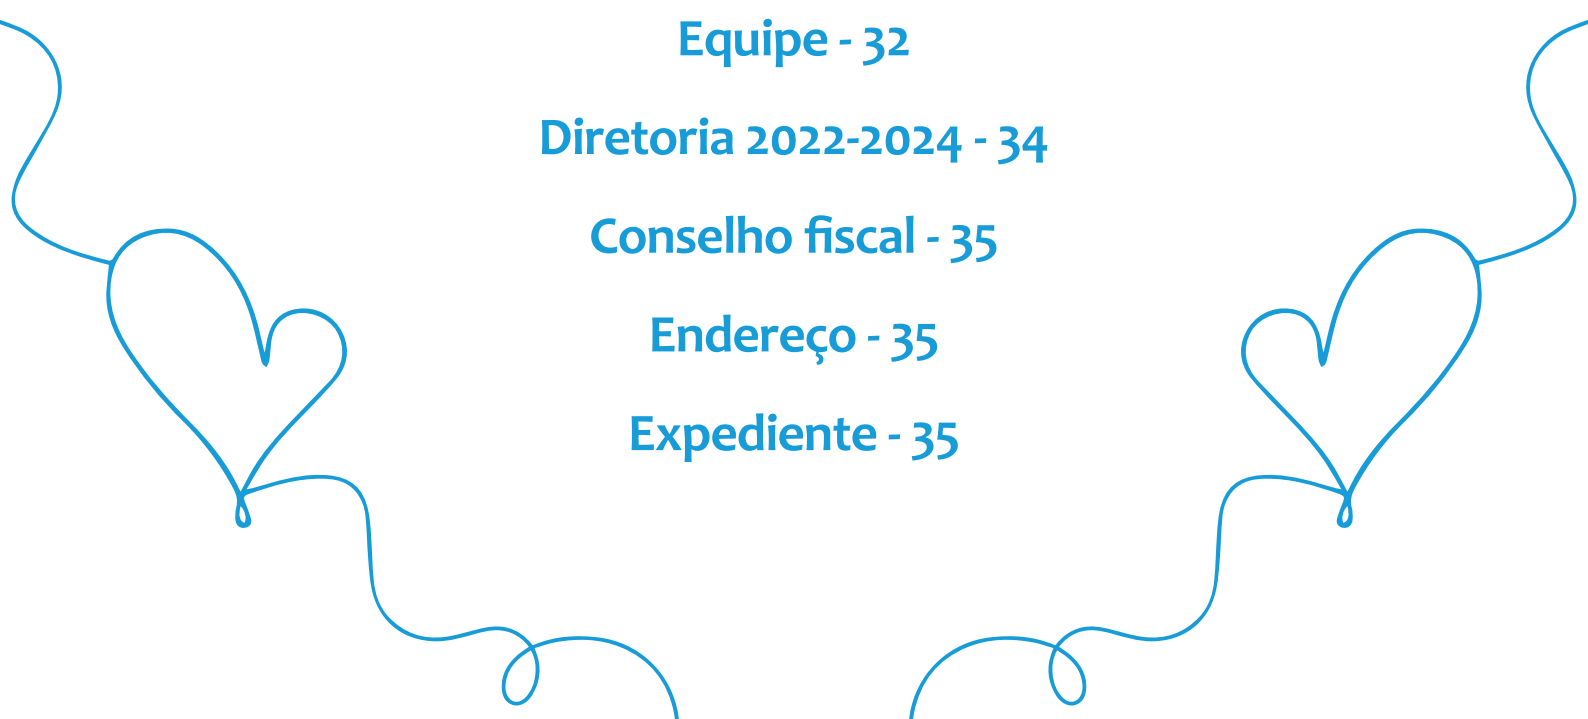 Equipe - 32
Diretoria 2022-2024 - 34
Conselho fiscal - 35
Endereço - 35
Expediente - 35